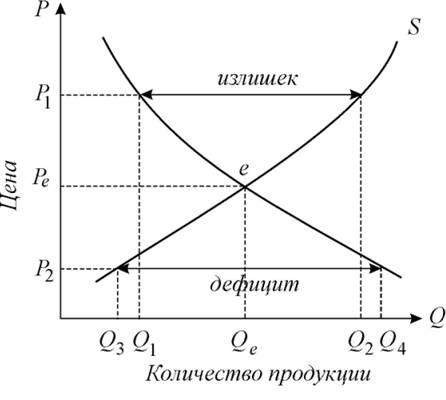 P
S
P₁
излишек
Pₑ
e
Цена
P₂
дефицит
Q
Q₃ Q₁ Qₑ Q₂ Q₄
Количество продукции